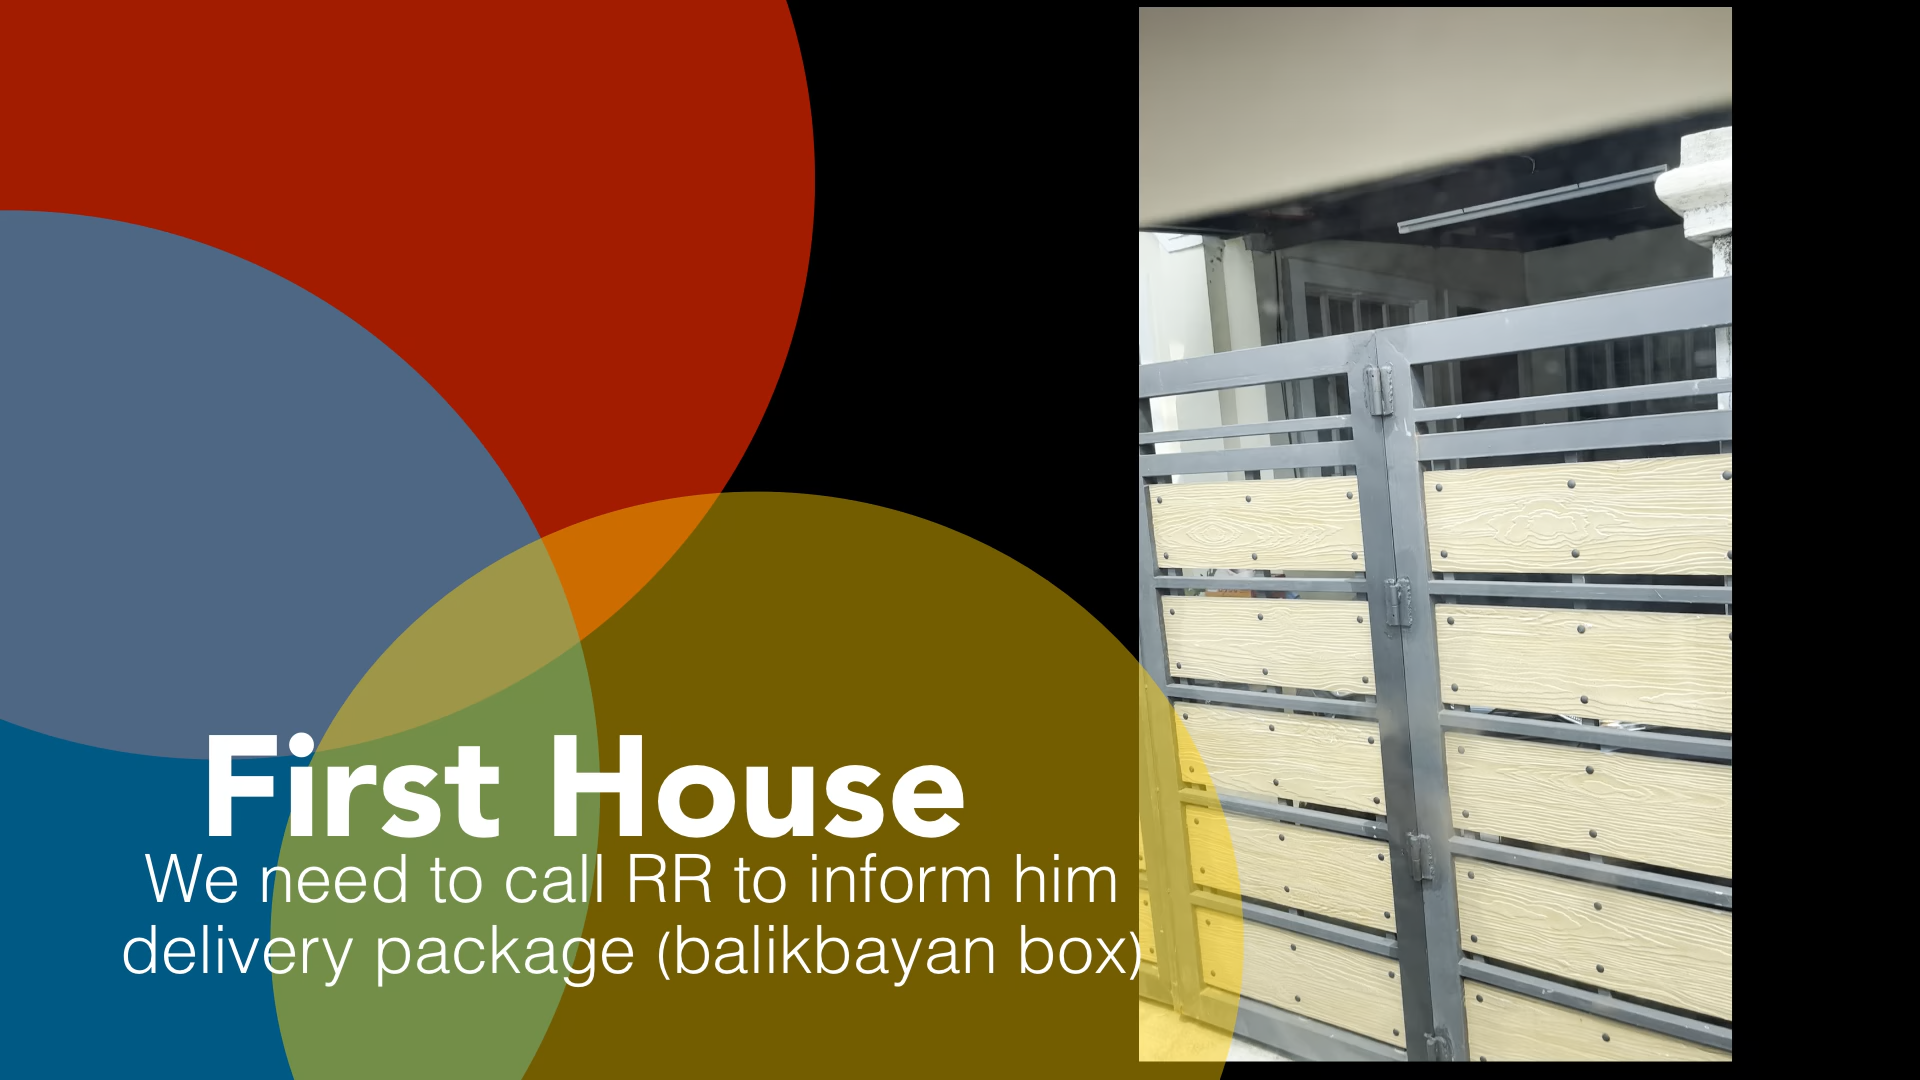 First House
We need to call RR to inform him
delivery package (balikbayan box)